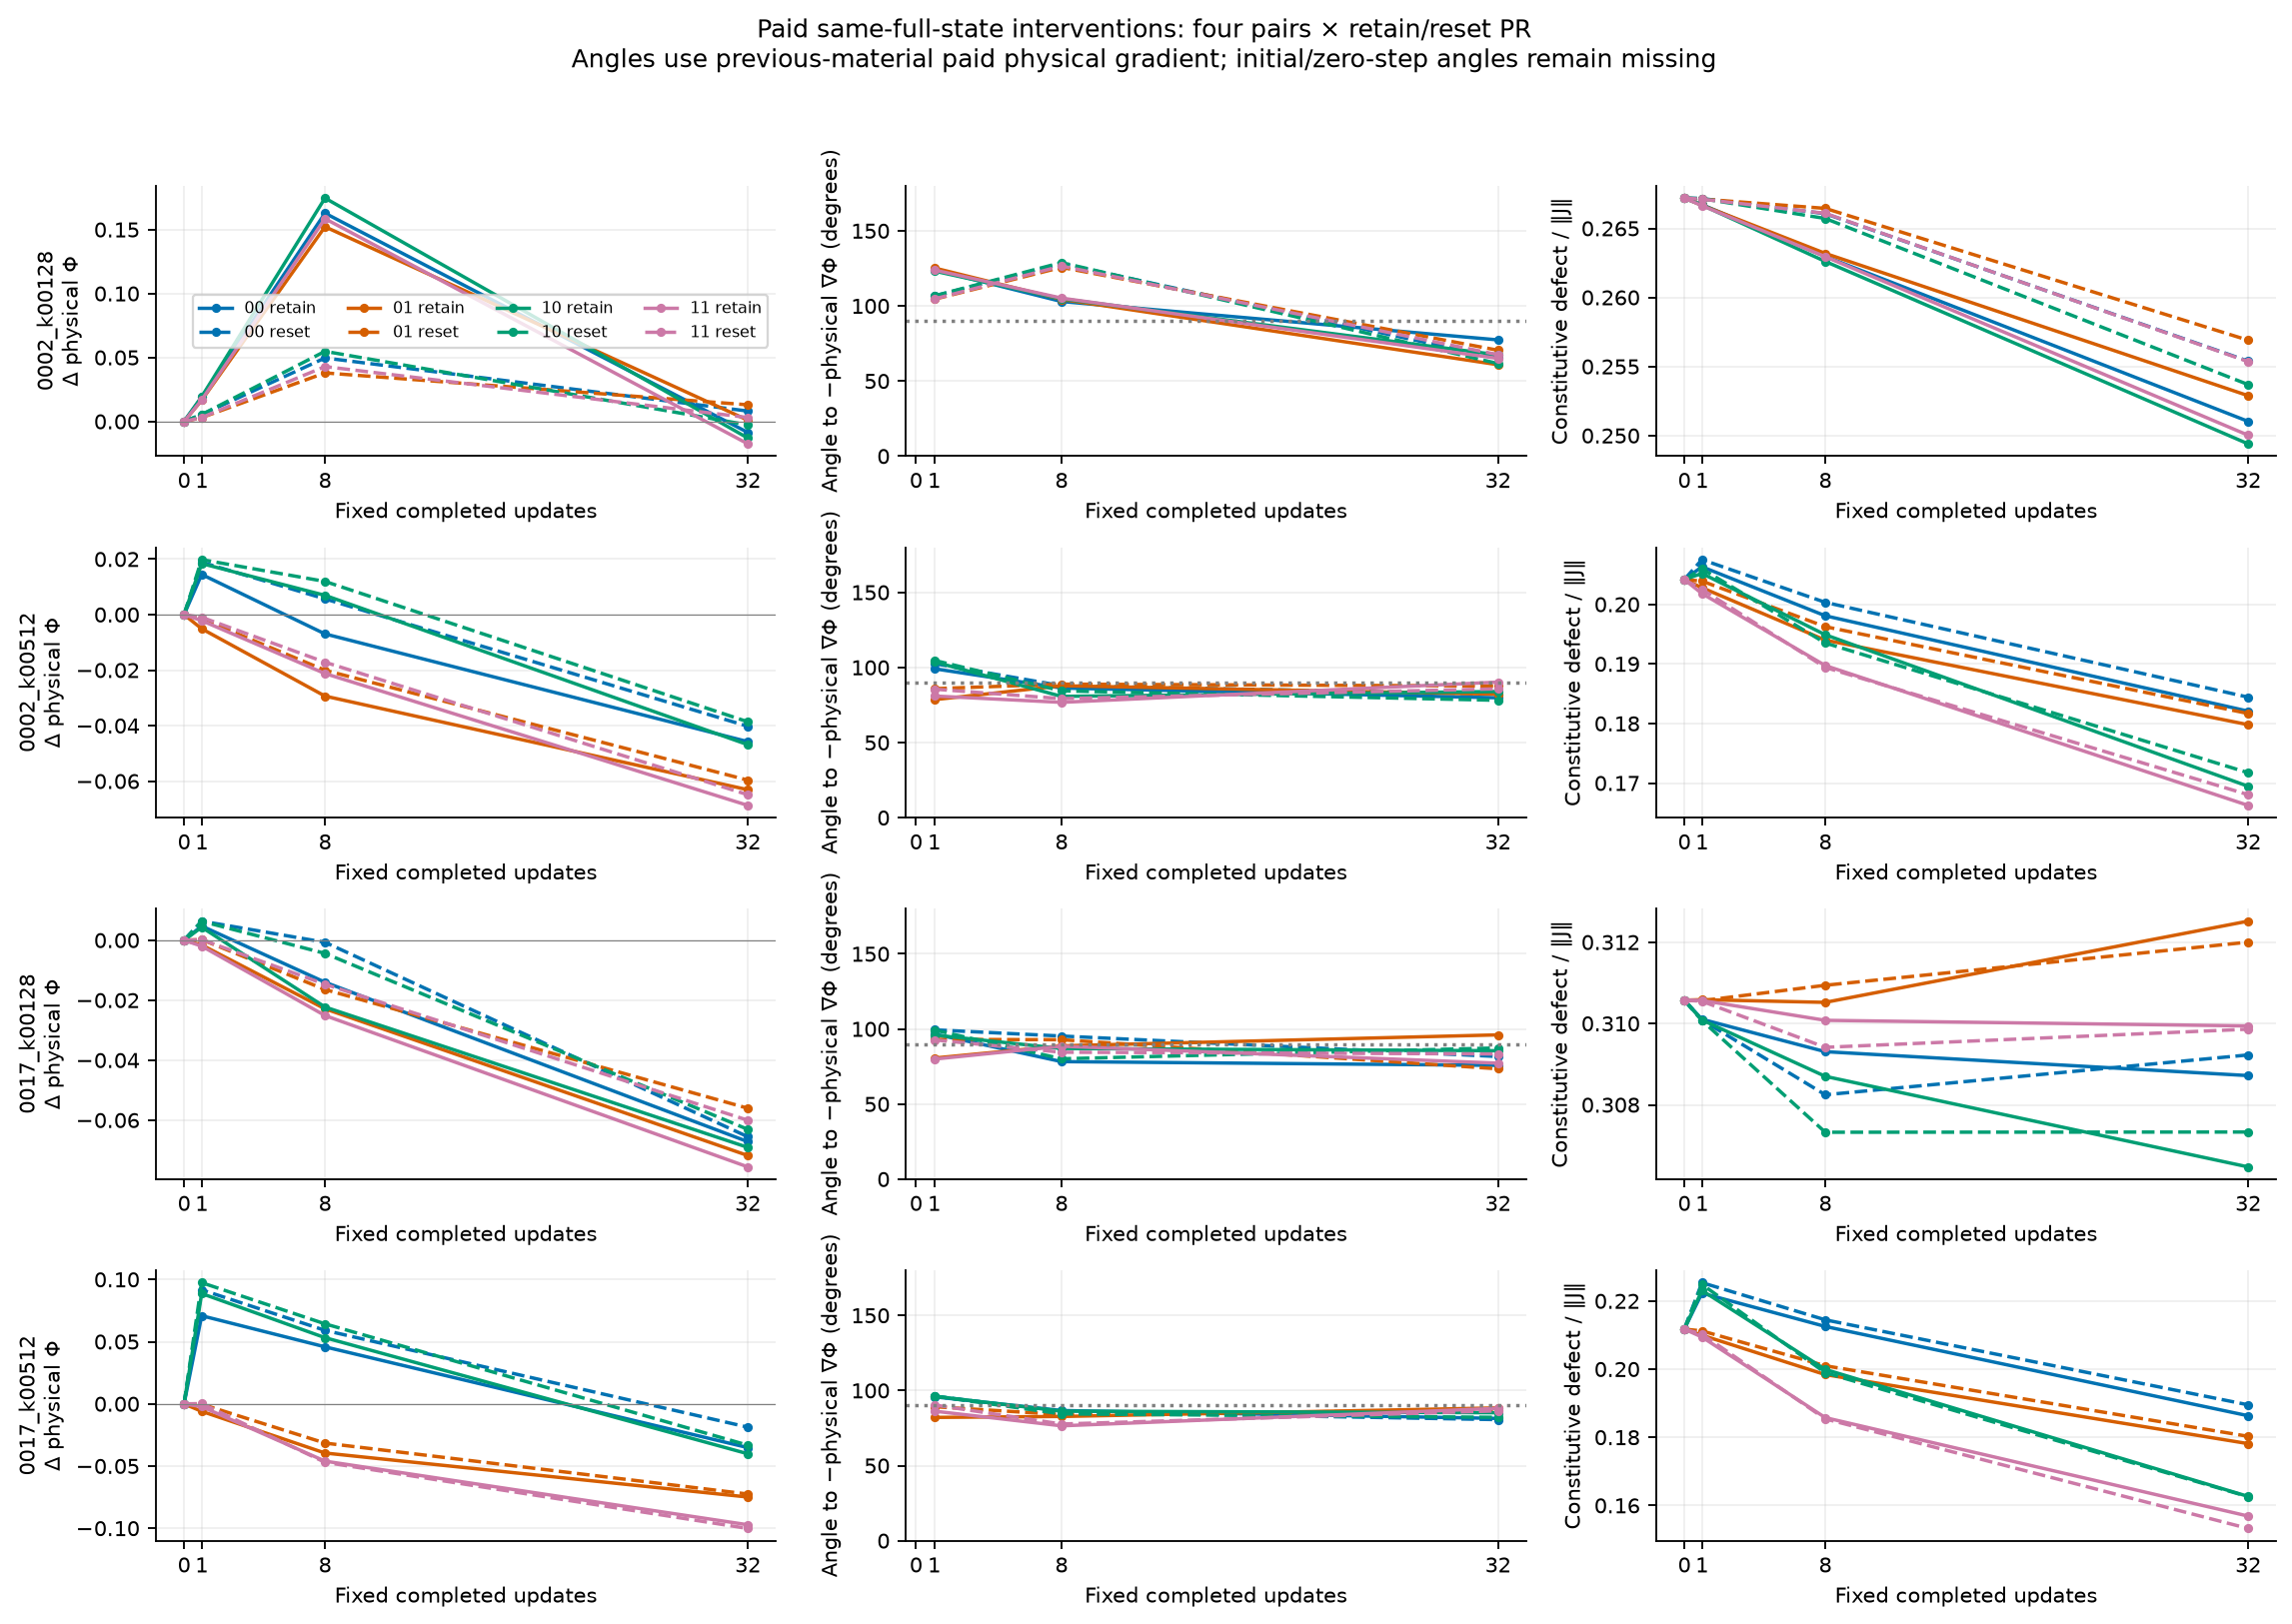 Paid same-full-state interventions: four pairs × retain/reset PR
Angles use previous-material paid physical gradient; initial/zero-step angles remain missing
0002_k00128
Δ physical Φ
0.15
0.10
0.05
0.00
00 retain
01 retain
10 retain
11 retain
00 reset
01 reset
10 reset
11 reset
0 1 8 32
Fixed completed updates
Angle to −physical ∇Φ (degrees)
150
100
50
0
0 1 8 32
Fixed completed updates
Constitutive defect / ‖J‖
0.265
0.260
0.255
0.250
0 1 8 32
Fixed completed updates
0002_k00512
Δ physical Φ
0.02
0.00
−0.02
−0.04
−0.06
0 1 8 32
Fixed completed updates
Angle to −physical ∇Φ (degrees)
150
100
50
0
0 1 8 32
Fixed completed updates
Constitutive defect / ‖J‖
0.20
0.19
0.18
0.17
0 1 8 32
Fixed completed updates
0017_k00128
Δ physical Φ
0.00
−0.02
−0.04
−0.06
0 1 8 32
Fixed completed updates
Angle to −physical ∇Φ (degrees)
150
100
50
0
0 1 8 32
Fixed completed updates
Constitutive defect / ‖J‖
0.312
0.310
0.308
0 1 8 32
Fixed completed updates
0017_k00512
Δ physical Φ
0.10
0.05
0.00
−0.05
−0.10
0 1 8 32
Fixed completed updates
Angle to −physical ∇Φ (degrees)
150
100
50
0
0 1 8 32
Fixed completed updates
Constitutive defect / ‖J‖
0.22
0.20
0.18
0.16
0 1 8 32
Fixed completed updates